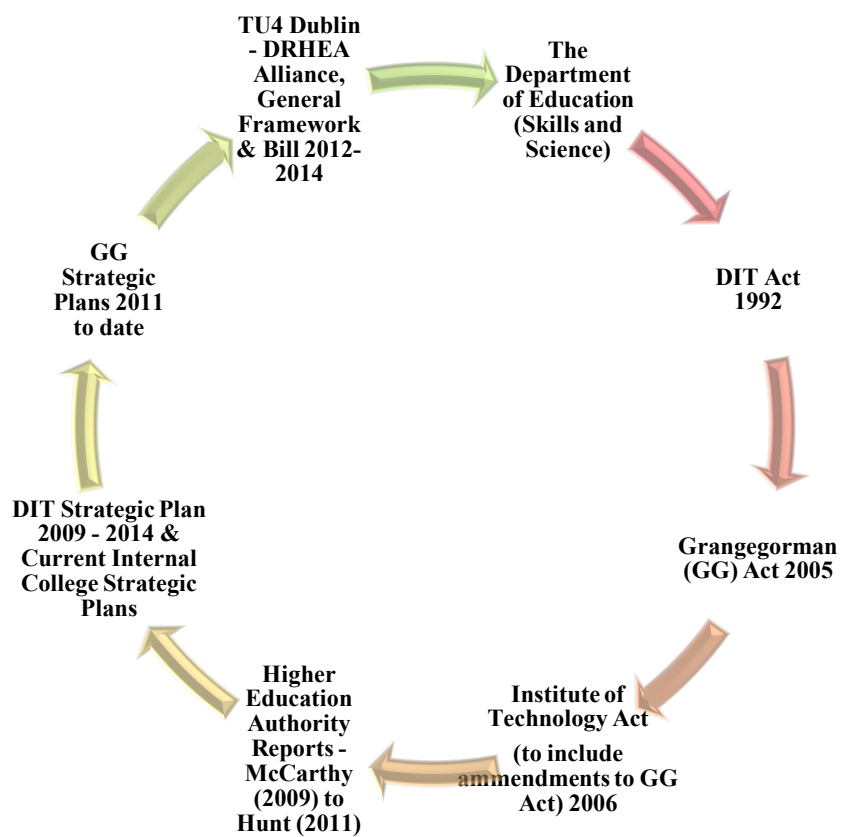 TU4 Dublin
- DRHEA
Alliance,
General
Framework
& Bill 2012-
2014
The
Department
of Education
(Skills and
Science)
DIT Act
1992
Grangegorman
(GG) Act 2005
Institute of
Technology Act
(to include
ammendments to GG
Act) 2006
Higher
Education
Authority
Reports -
McCarthy
(2009) to
Hunt (2011)
DIT Strategic Plan
2009 - 2014 &
Current Internal
College Strategic
Plans
GG
Strategic
Plans 2011
to date